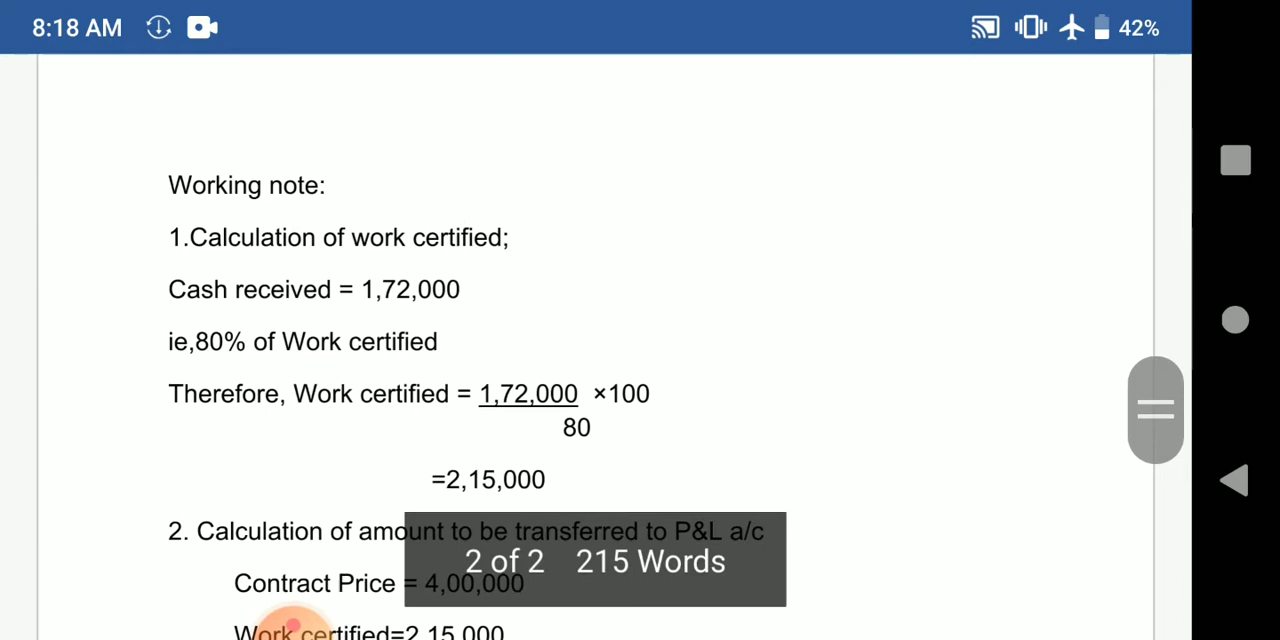 8:18 AM 42%
Working note:
1.Calculation of work certified;
Cash received = 1,72,000
ie,80% of Work certified
Therefore, Work certified = 1,72,000 ×100
80
=2,15,000
2. Calculation of amount to be transferred to P&L a/c
2 of 2 215 Words
Contract Price = 4,00,000
Work certified=2,15,000